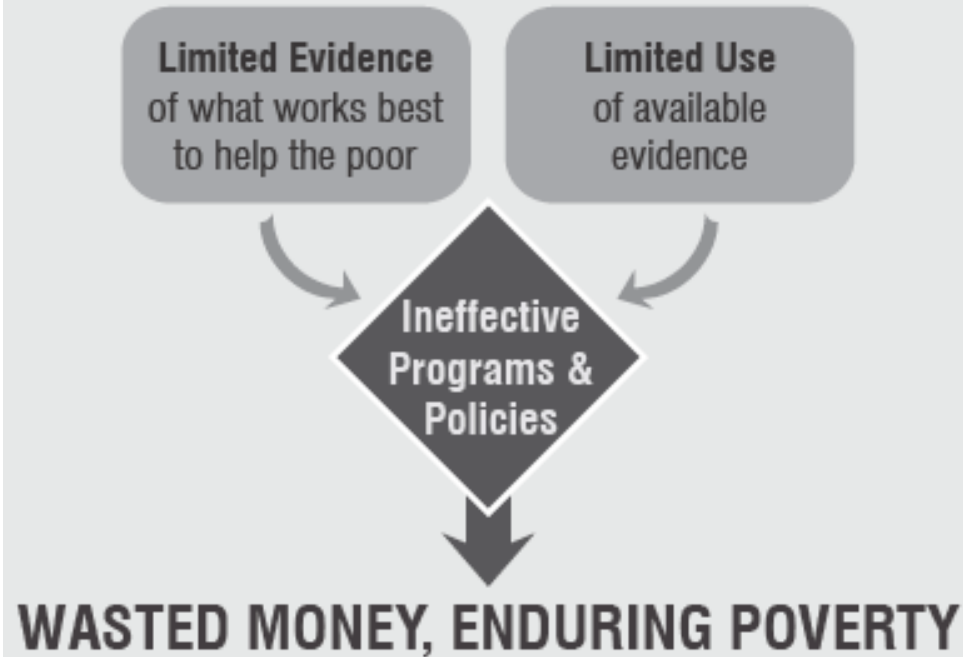 Limited Evidence
of what works best
to help the poor
Limited Use
of available
evidence
Ineffective
Programs &
Policies
WASTED MONEY, ENDURING POVERTY